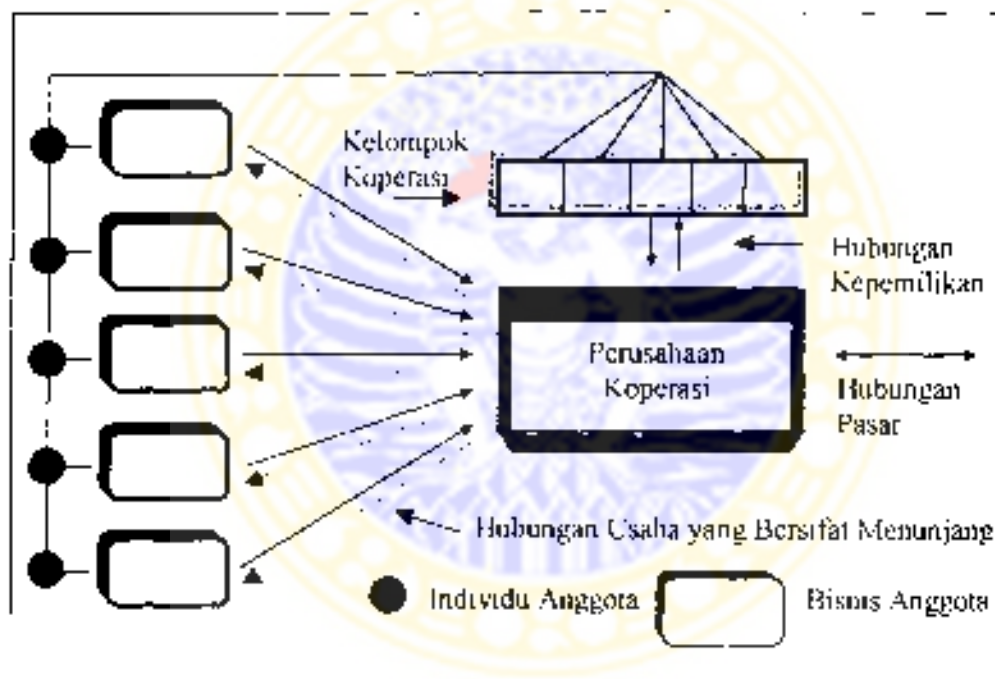 Kelompok
Koperasi
Hubungan
Kepemilikan
Perusahaan
Koperasi
Hubungan
Pasar
Hubungan Usaha yang Bersifat Menunjang
Individu Anggota
Bisnis Anggota